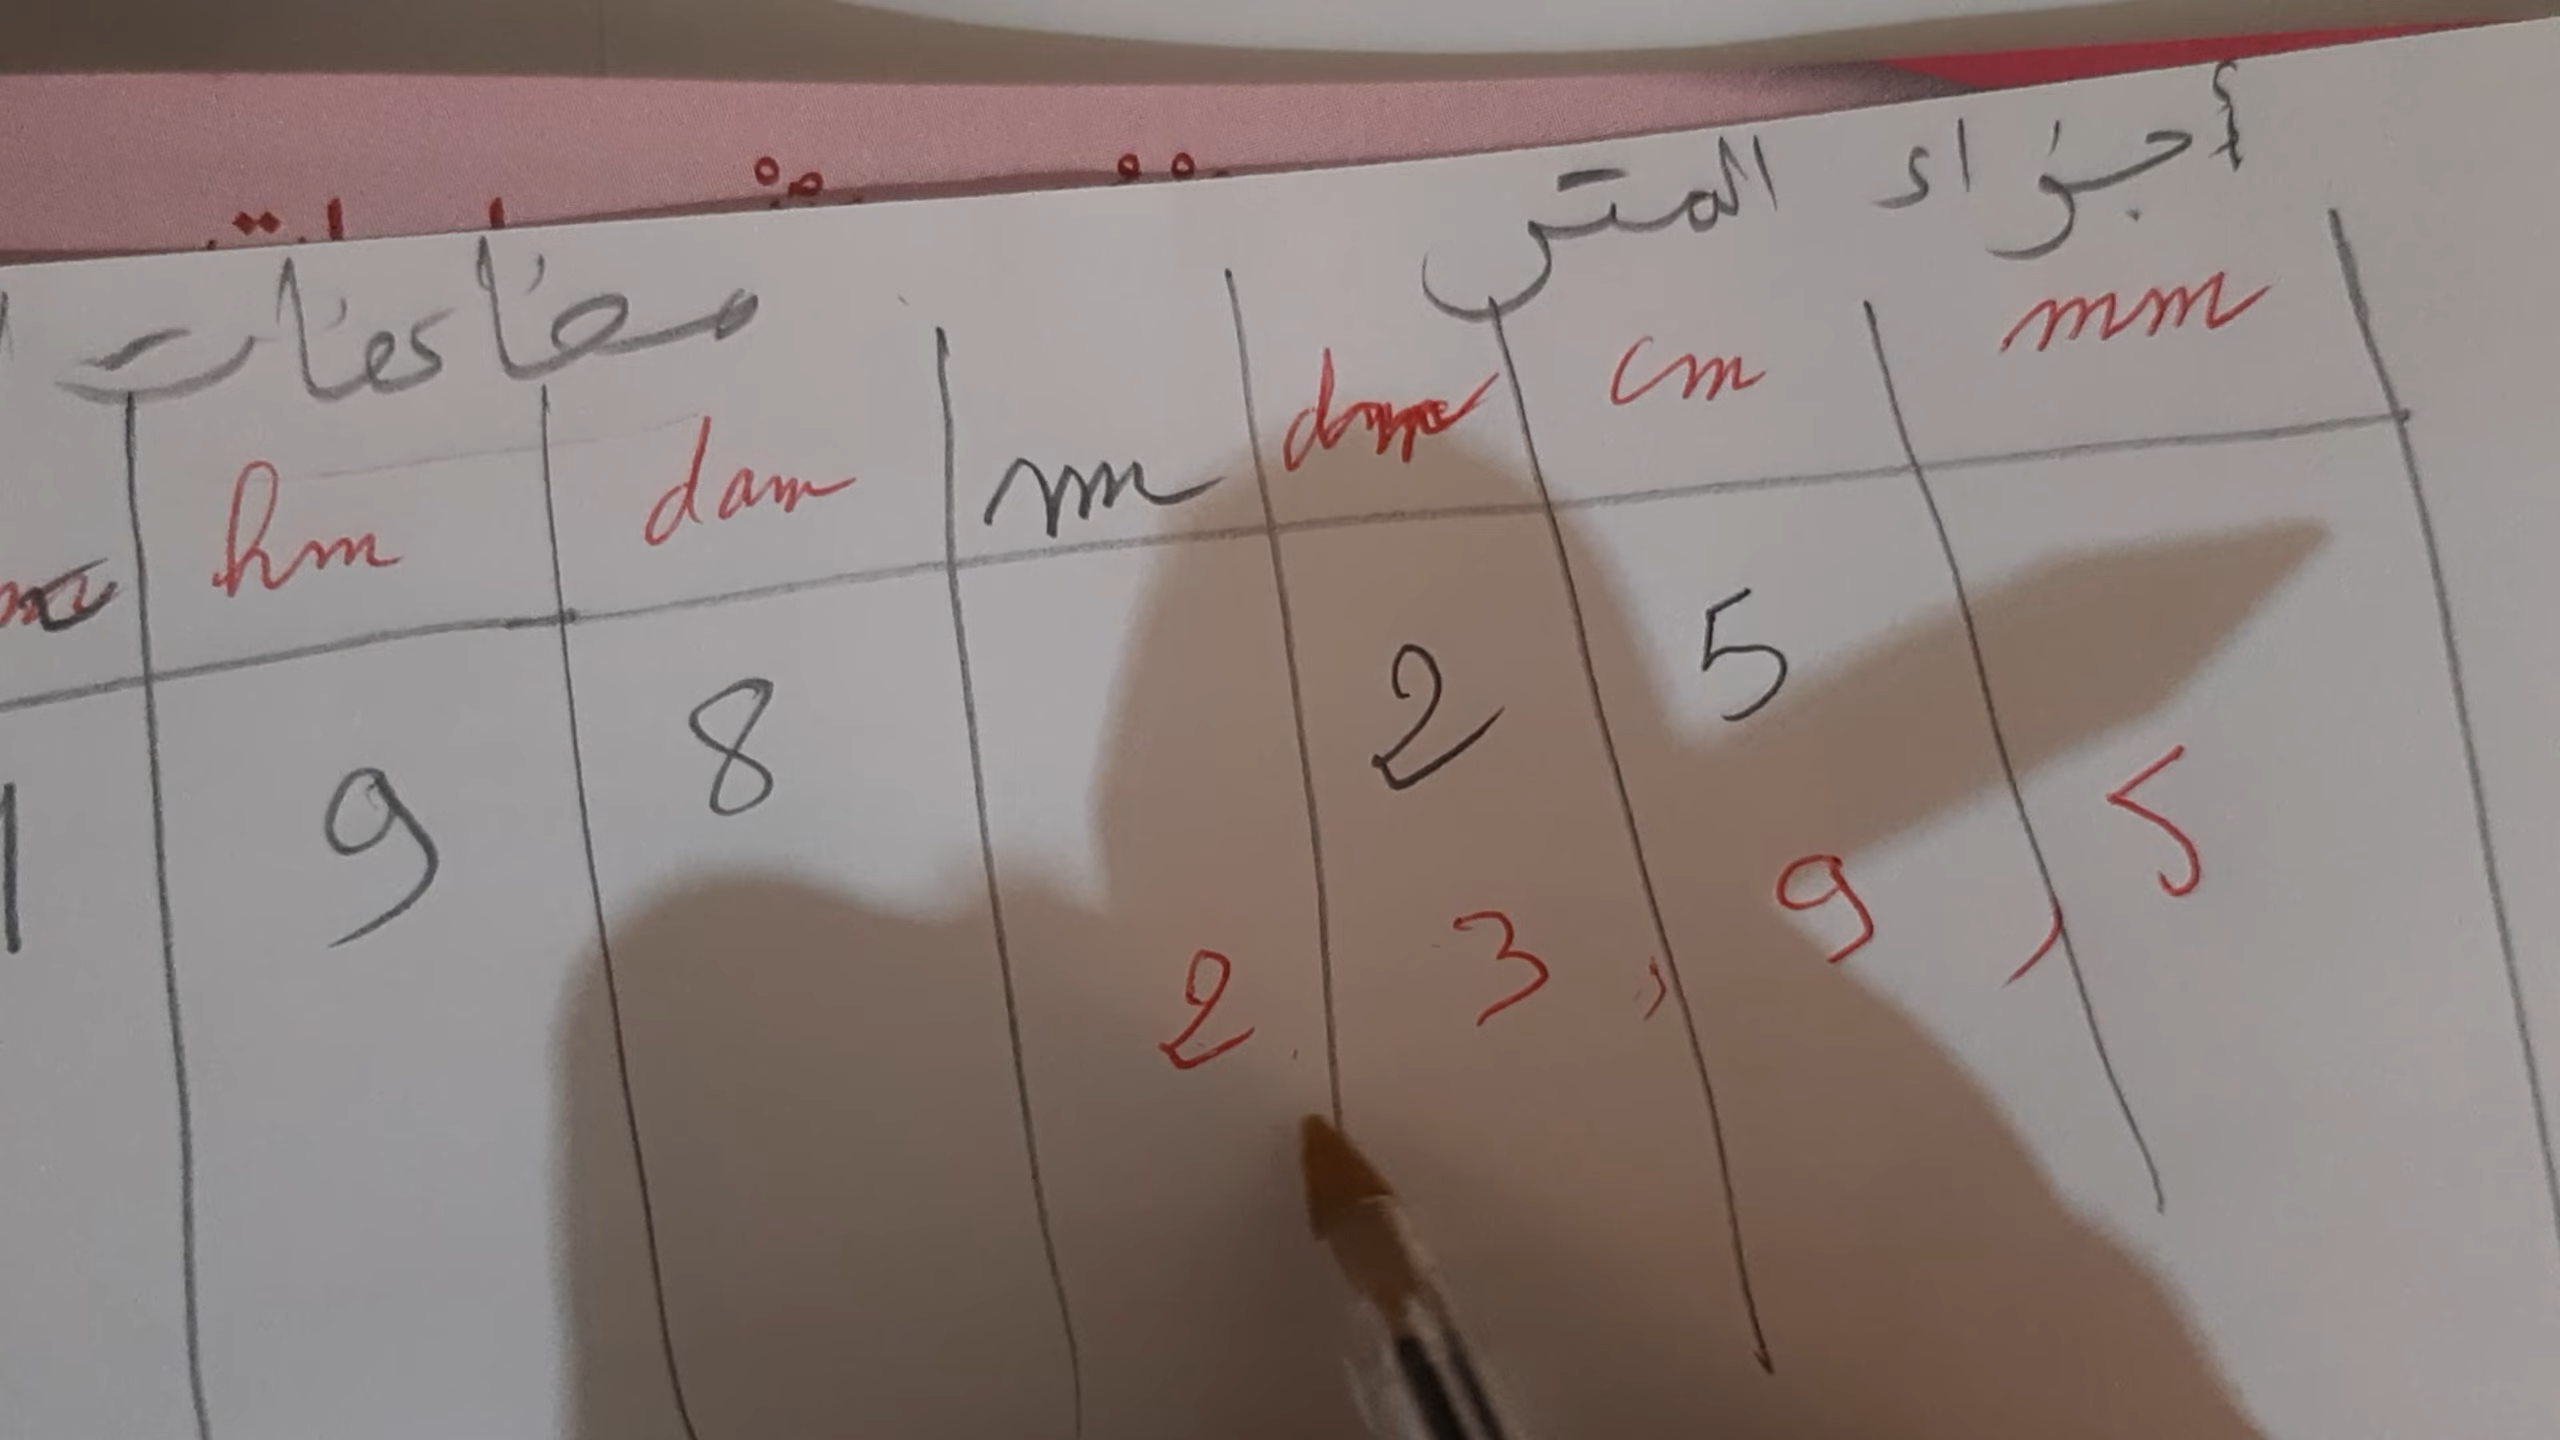 أجزاء المتر
مضاعفات
hm dam m dm cm mm
1 9 8 2 5
2 3 , 9 , 5